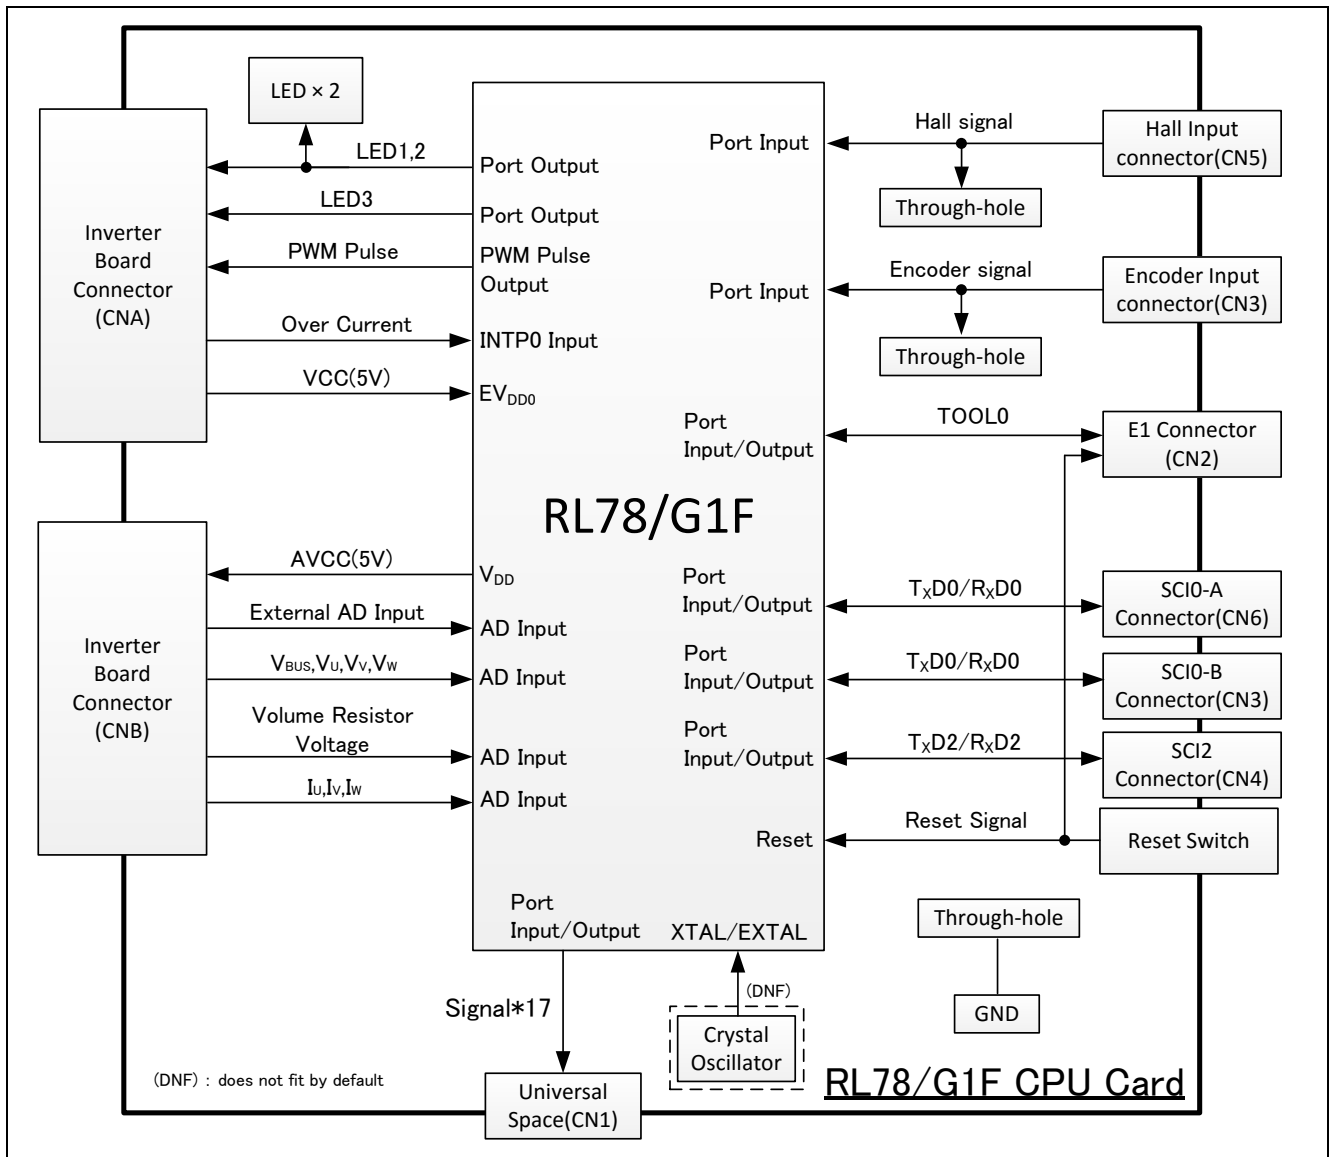 LED × 2
Inverter
Board
Connector
(CNA)
LED1,2
LED3
PWM Pulse
Over Current
VCC(5V)
Port Output
Port Output
PWM Pulse
Output
INTP0 Input
EVDD0
Port Input
Hall signal
Hall Input
connector(CN5)
Through-hole
Port Input
Encoder signal
Encoder Input
connector(CN3)
Through-hole
Port
Input/Output
TOOL0
E1 Connector
(CN2)
RL78/G1F
Inverter
Board
Connector
(CNB)
AVCC(5V)
External AD Input
VBUS,VU,VV,VW
Volume Resistor
Voltage
IU,IV,IW
VDD
AD Input
AD Input
AD Input
AD Input
Port
Input/Output
TXD0/RXD0
SCI0-A
Connector(CN6)
Port
Input/Output
TXD0/RXD0
SCI0-B
Connector(CN3)
Port
Input/Output
TXD2/RXD2
SCI2
Connector(CN4)
Reset
Reset Signal
Reset Switch
Port
Input/Output
XTAL/EXTAL
Through-hole
GND
Signal*17
(DNF)
Crystal
Oscillator
(DNF) : does not fit by default
Universal
Space(CN1)
RL78/G1F CPU Card